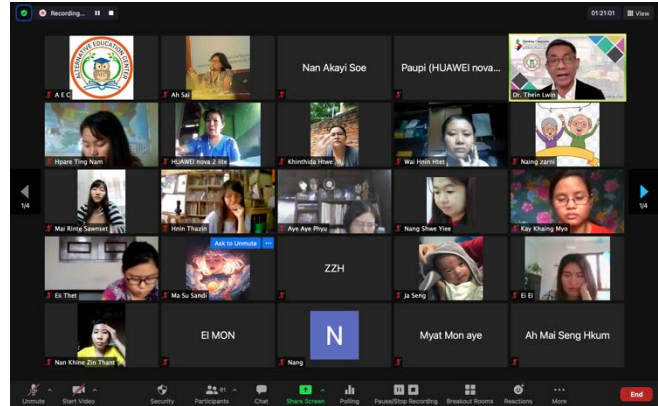 Recording...
01:21:01
View
ALTERNATIVE EDUCATION CENTER
A E C
Ah Sai
Nan Akayi Soe
Paupi (HUAWEI nova...
Dr. Thein Lwin
Hpare Ting Nam
HUAWEI nova 2 lite
Khinthida Htwe
Wai Hnin Htet
Naing zarni
1/4
1/4
Mai Rinte Sawnset
Hnin Thazin
Aye Aye Phyu
Nang Shwe Yiee
Kay Khaing Myo
Ask to Unmute
Eii Thet
Ma Su Sandi
ZZH
Ja Seng
Ei Ei
Nan Khine Zin Thant
EI MON
N
Nang
Myat Mon aye
Ah Mai Seng Hkum
Unmute
Start Video
Security
Participants
91
Chat
Share Screen
Polling
Pause/Stop Recording
Breakout Rooms
Reactions
More
End